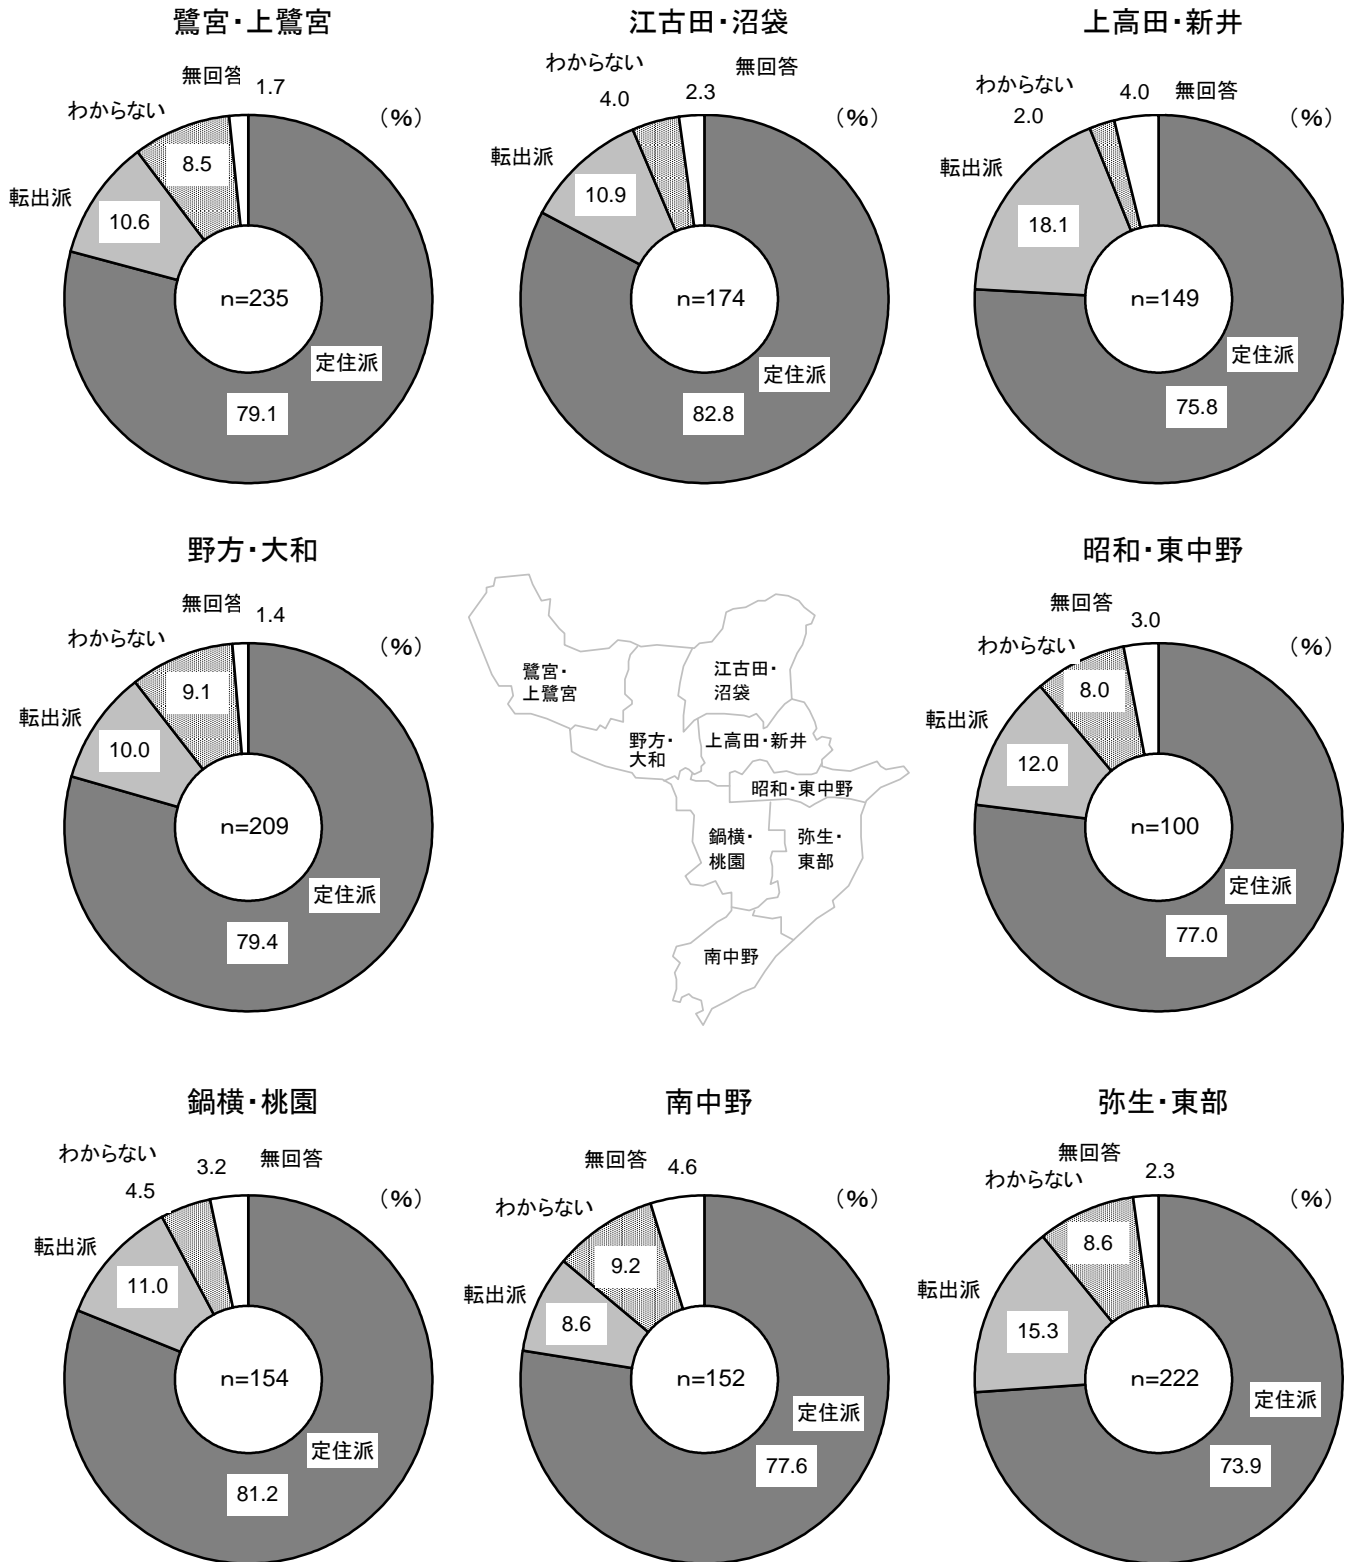 鷺宮・上鷺宮
無回答 1.7
わからない
(%)
8.5
転出派
10.6
n=235
定住派
79.1
江古田・沼袋
わからない
無回答
4.0
2.3
(%)
転出派
10.9
n=174
定住派
82.8
上高田・新井
わからない
4.0
無回答
2.0
(%)
転出派
18.1
n=149
定住派
75.8
野方・大和
無回答 1.4
わからない
(%)
9.1
転出派
10.0
n=209
定住派
79.4
鷺宮・
上鷺宮
江古田・
沼袋
野方・
大和
上高田・新井
昭和・東中野
鍋横・
桃園
弥生・
東部
南中野
昭和・東中野
無回答
3.0
わからない
(%)
8.0
転出派
12.0
n=100
定住派
77.0
鍋横・桃園
わからない
3.2
無回答
4.5
(%)
転出派
11.0
n=154
定住派
81.2
南中野
無回答
4.6
わからない
(%)
9.2
転出派
8.6
n=152
定住派
77.6
弥生・東部
無回答
2.3
わからない
(%)
8.6
転出派
15.3
n=222
定住派
73.9